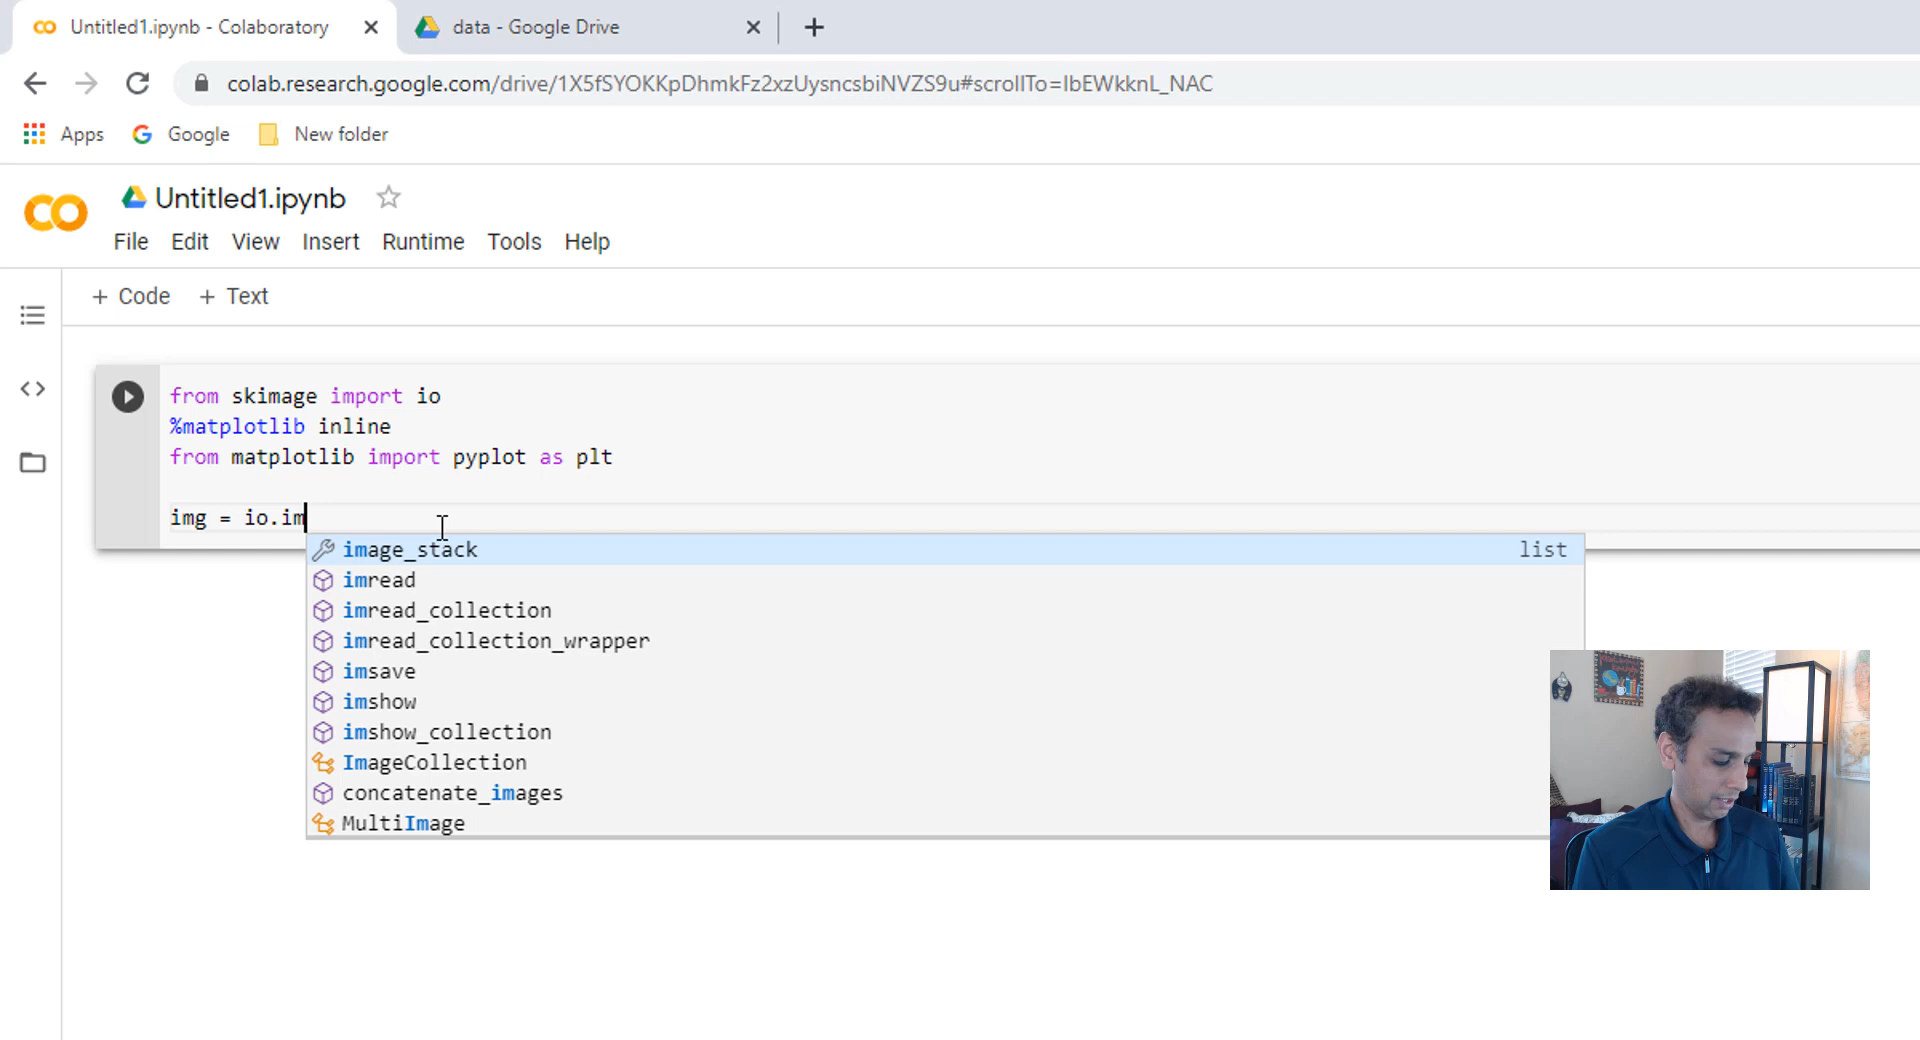 Untitled1.ipynb - Colaboratory
data - Google Drive
colab.research.google.com/drive/1X5fSYOKKpDhmkFz2xzUysncsbiNVZS9u#scrollTo=IbEWkknL_NAC
Apps Google New folder
Untitled1.ipynb
File Edit View Insert Runtime Tools Help
+ Code + Text
from skimage import io
%matplotlib inline
from matplotlib import pyplot as plt
img = io.im
image_stack list
imread
imread_collection
imread_collection_wrapper
imsave
imshow
imshow_collection
ImageCollection
concatenate_images
MultiImage